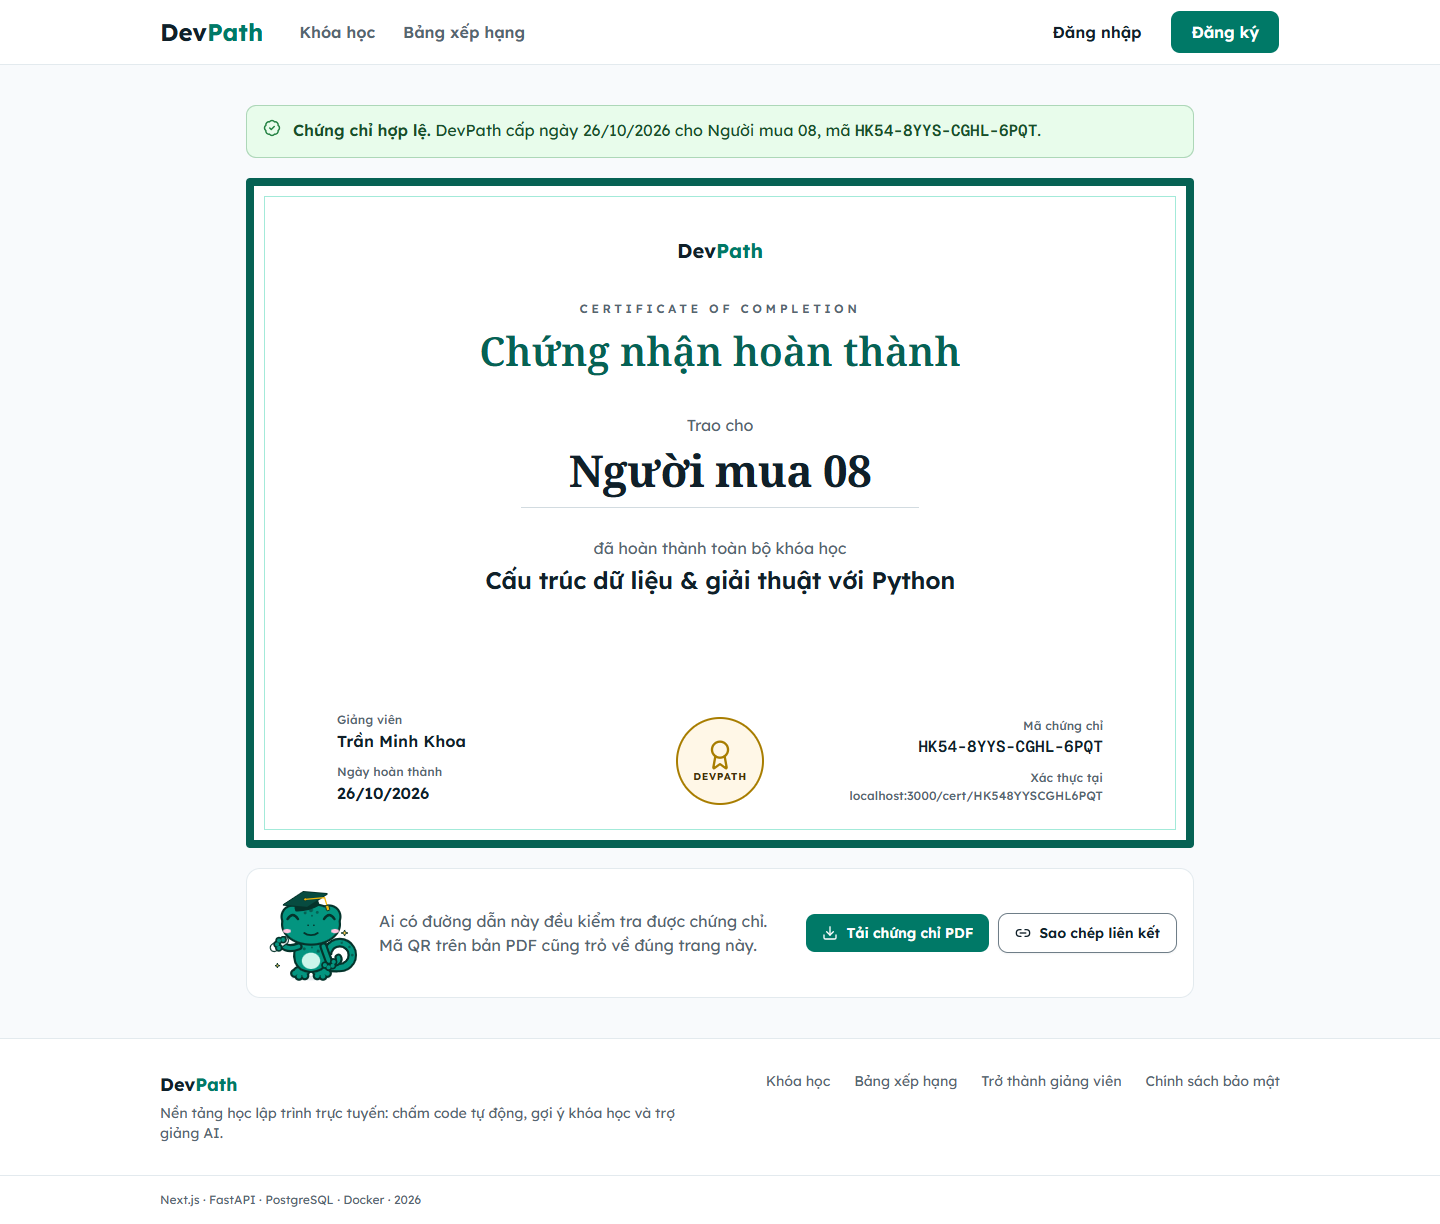 DevPath
Khóa học
Bảng xếp hạng
Đăng nhập
Đăng ký
Chứng chỉ hợp lệ. DevPath cấp ngày 26/10/2026 cho Người mua 08, mã HK54-8YYS-CGHL-6PQT.
DevPath
CERTIFICATE OF COMPLETION
Chứng nhận hoàn thành
Trao cho
Người mua 08
đã hoàn thành toàn bộ khóa học
Cấu trúc dữ liệu & giải thuật với Python
Giảng viên
Trần Minh Khoa
Ngày hoàn thành
26/10/2026
DEVPATH
Mã chứng chỉ
HK54-8YYS-CGHL-6PQT
Xác thực tại
localhost:3000/cert/HK548YYSCGHL6PQT
Ai có đường dẫn này đều kiểm tra được chứng chỉ.
Mã QR trên bản PDF cũng trỏ về đúng trang này.
Tải chứng chỉ PDF
Sao chép liên kết
DevPath
Nền tảng học lập trình trực tuyến: chấm code tự động, gợi ý khóa học và trợ
giảng AI.
Khóa học
Bảng xếp hạng
Trở thành giảng viên
Chính sách bảo mật
Next.js · FastAPI · PostgreSQL · Docker · 2026